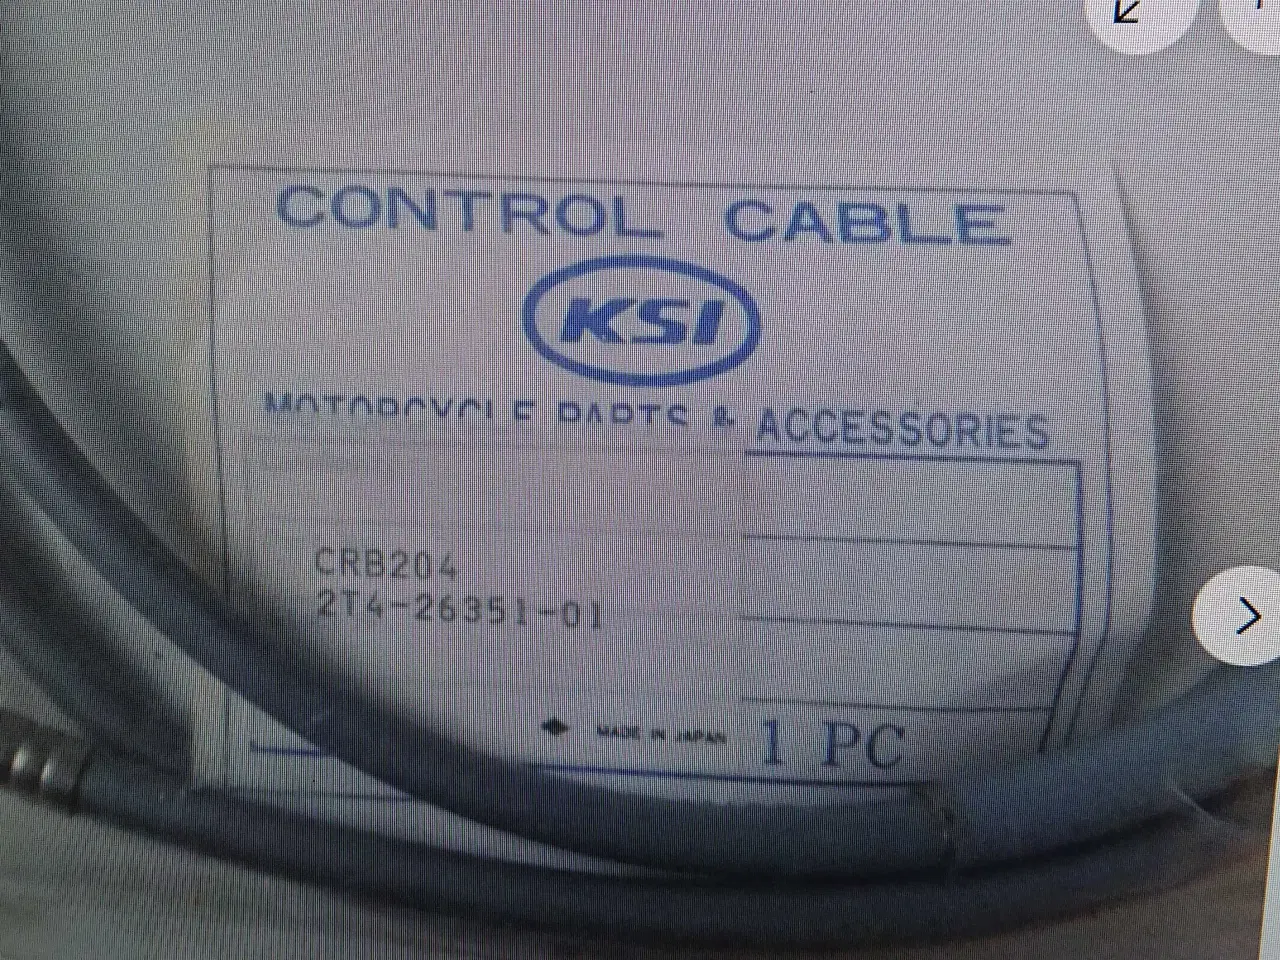 CONTROL CABLE
KSI
MOTORCYCLE PARTS & ACCESSORIES
CRB204
2T4-26351-01
MADE IN JAPAN 1 PC